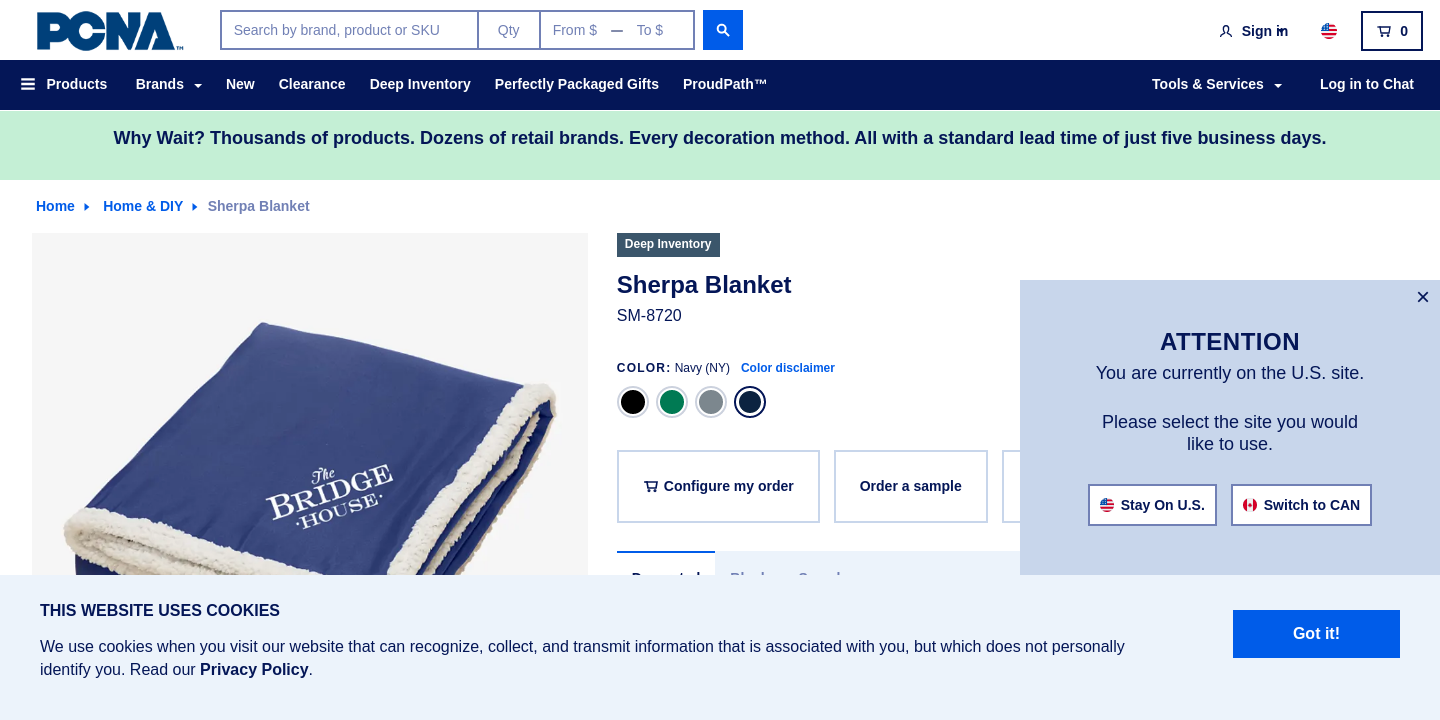 PCNA™
Search by brand, product or SKU
Qty
From $ — To $
Sign in
0
Products
Brands
New
Clearance
Deep Inventory
Perfectly Packaged Gifts
ProudPath™
Tools & Services
Log in to Chat
Why Wait? Thousands of products. Dozens of retail brands. Every decoration method. All with a standard lead time of just five business days.
Home
Home & DIY
Sherpa Blanket
The
BRIDGE
·HOUSE·
Deep Inventory
Sherpa Blanket
SM-8720
COLOR: Navy (NY) Color disclaimer
Configure my order
Order a sample
×
ATTENTION
You are currently on the U.S. site.
Please select the site you would
like to use.
Stay On U.S.
Switch to CAN
THIS WEBSITE USES COOKIES
We use cookies when you visit our website that can recognize, collect, and transmit information that is associated with you, but which does not personally
identify you. Read our Privacy Policy.
Got it!